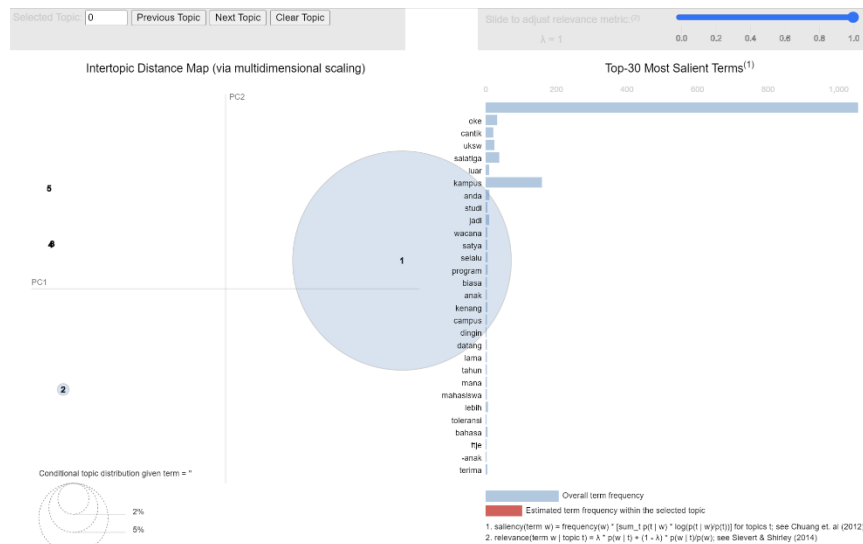 Selected Topic: 0 Previous Topic Next Topic Clear Topic
Slide to adjust relevance metric:(2)
λ = 1
0.0 0.2 0.4 0.6 0.8 1.0
Intertopic Distance Map (via multidimensional scaling)
PC2
PC1
5
1
2
Conditional topic distribution given term = ''
2%
5%
Top-30 Most Salient Terms(1)
0 200 400 600 800 1,000
oke
cantik
uksw
salatiga
luar
kampus
anda
studi
jadi
wacana
satya
selalu
program
biasa
anak
kenang
campus
dingin
datang
lama
tahun
mana
mahasiswa
lebih
toleransi
bahasa
ftje
-anak
terima
Overall term frequency
Estimated term frequency within the selected topic
1. saliency(term w) = frequency(w) * [sum_t p(t | w) * log(p(t | w)/p(t))] for topics t; see Chuang et. al (2012)
2. relevance(term w | topic t) = λ * p(w | t) + (1 - λ) * p(w | t)/p(w); see Sievert & Shirley (2014)